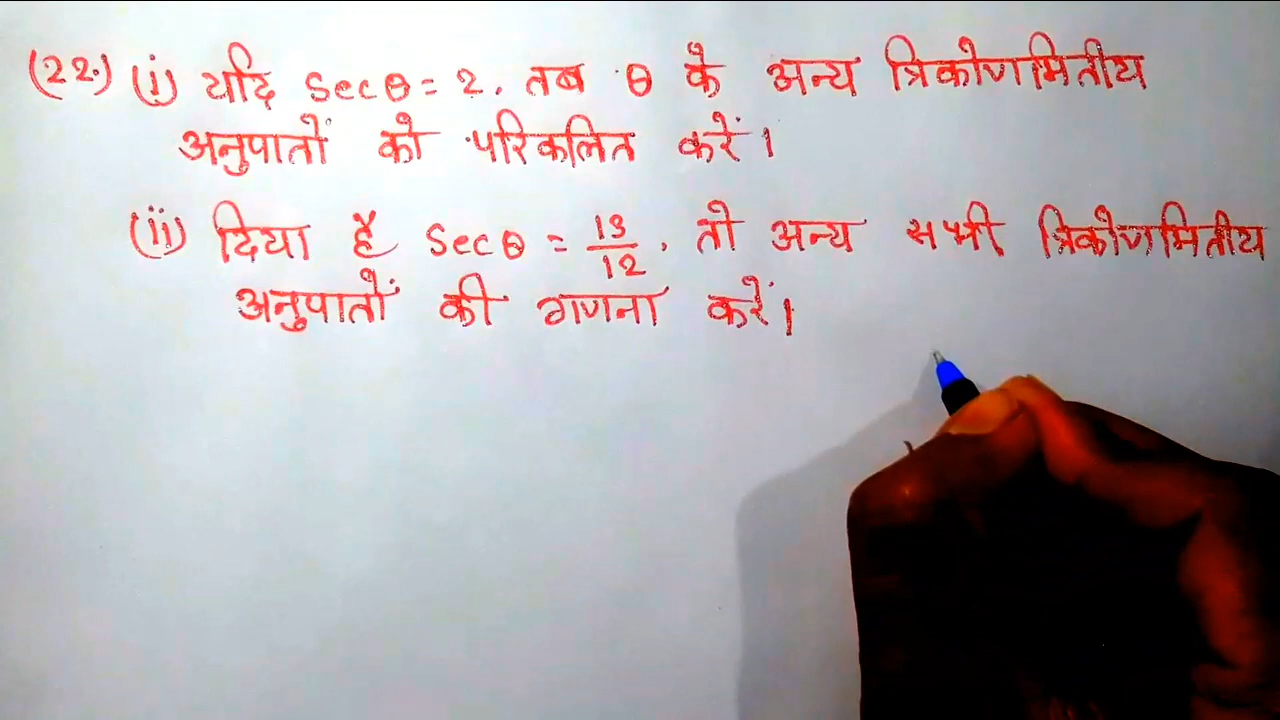 (22.) (i) यदि secθ = 2, तब θ के अन्य त्रिकोणमितीय
अनुपातों को परिकलित करें।
(ii) दिया है secθ = 13/12, तो अन्य सभी त्रिकोणमितीय
अनुपातों की गणना करें।